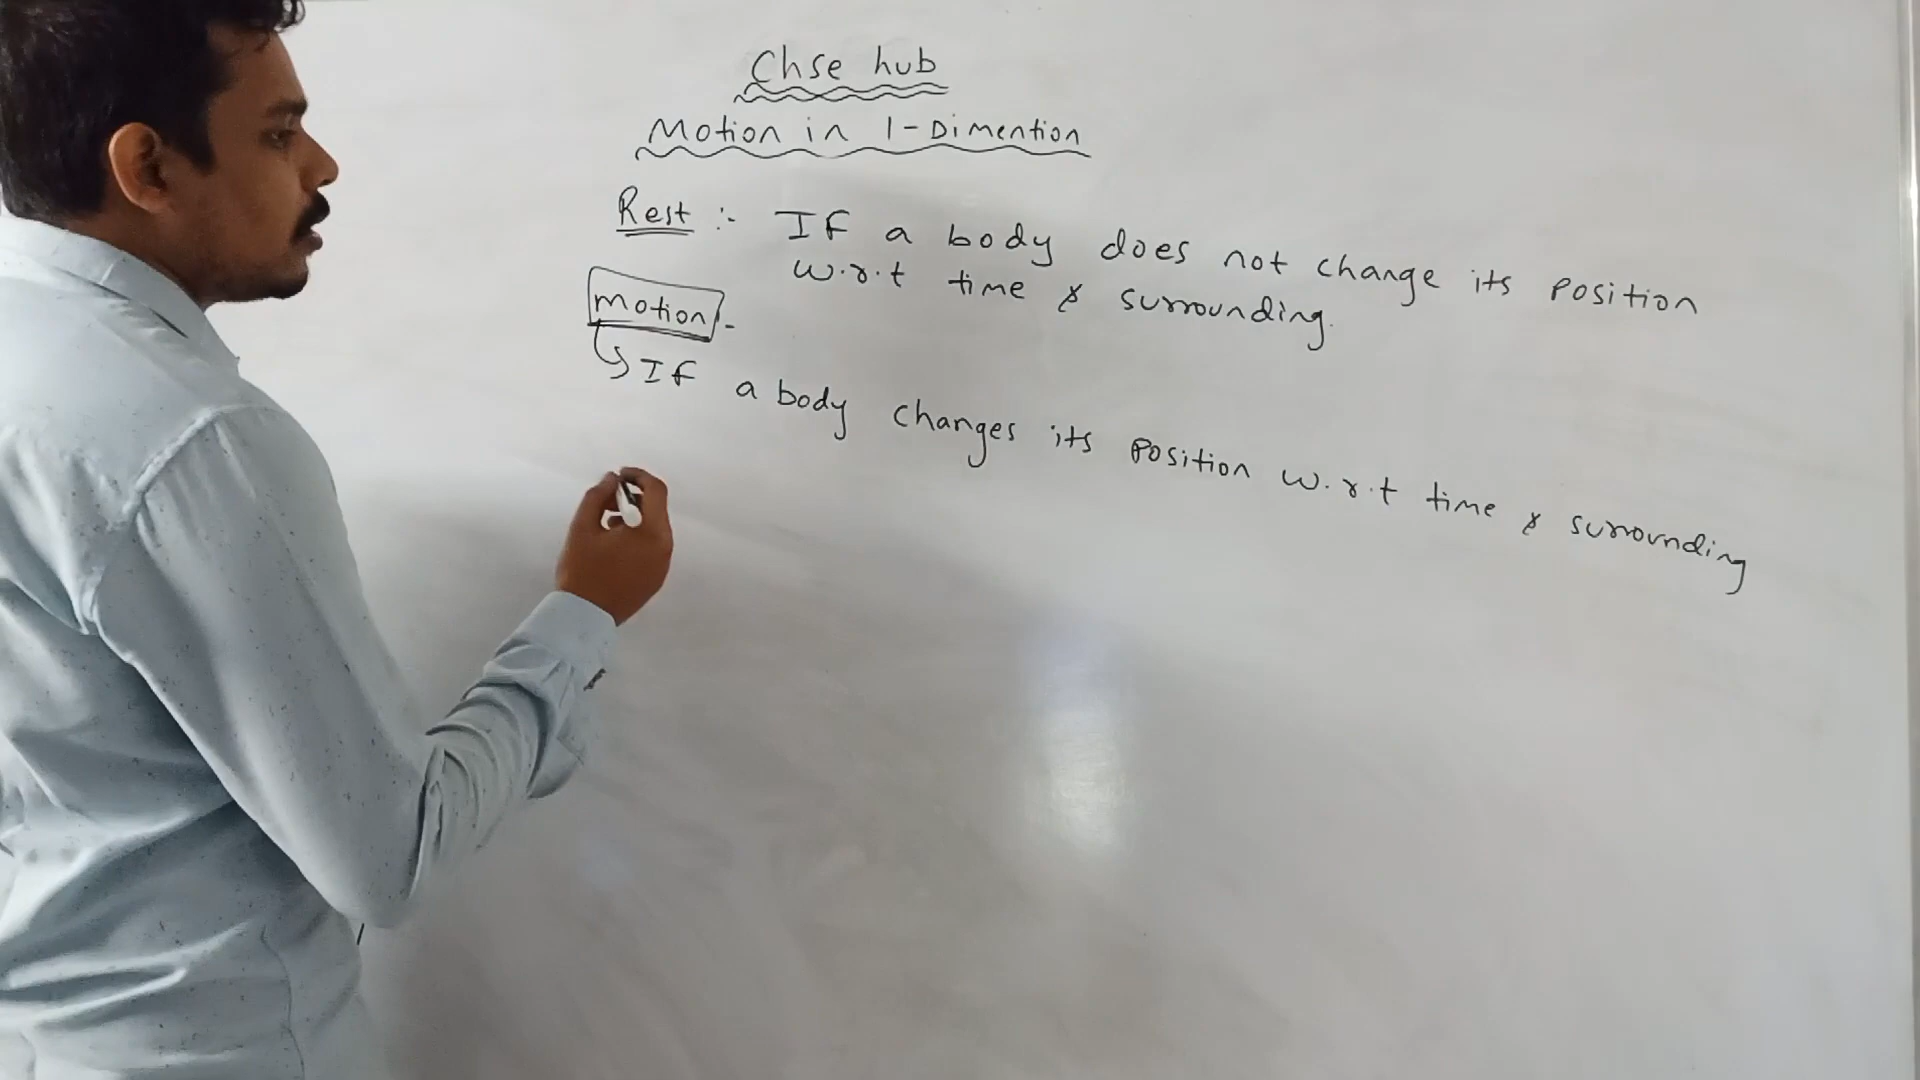 Chse hub
Motion in 1-Dimention
Rest :- If a body does not change its position
w.r.t time & surrounding.
Motion :-
↳ If a body changes its position w.r.t time & surrounding